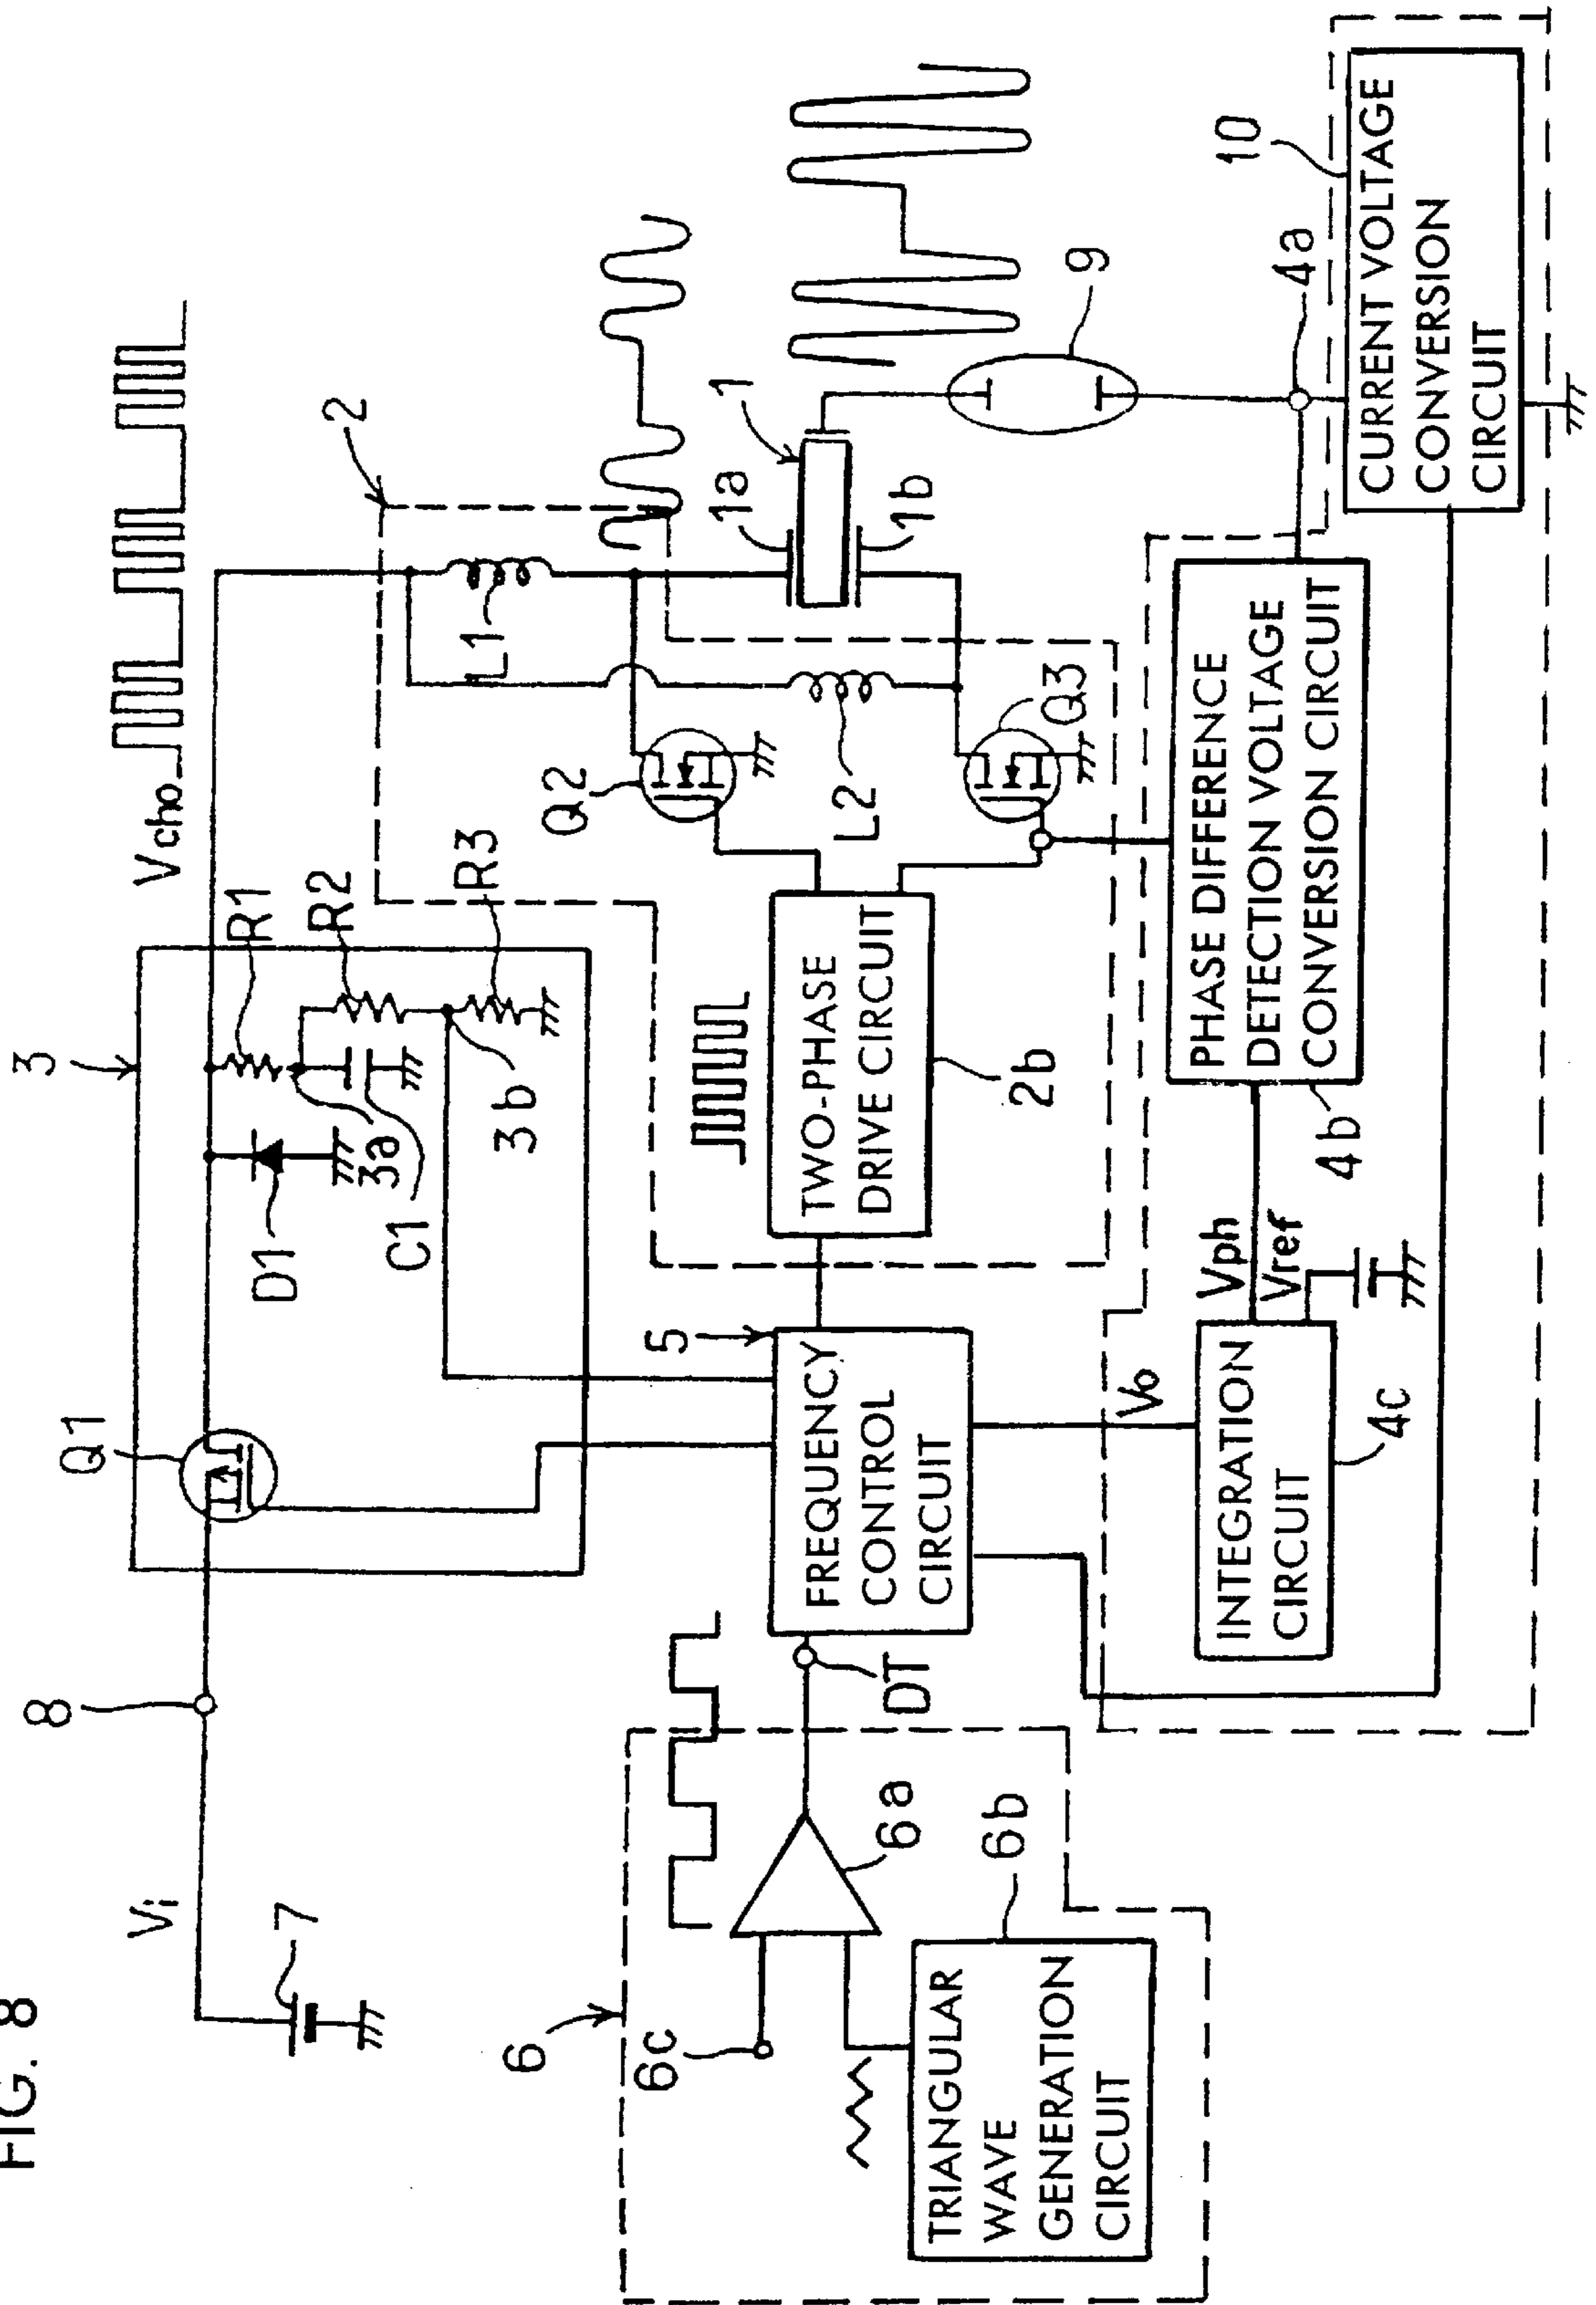 FIG. 8
Vi
7
8
Q1
3
D1
3a
C1
R1
R2
3b
R3
Vcho
2
L1
Q2
L2
Q3
1a
1
1b
9
4a
10
6
6c
6a
6b
TRIANGULAR
WAVE
GENERATION
CIRCUIT
DT
5
FREQUENCY
CONTROL
CIRCUIT
TWO-PHASE
DRIVE CIRCUIT
2b
Vo
INTEGRATION
CIRCUIT
4c
Vph
Vref
PHASE DIFFERENCE
DETECTION VOLTAGE
CONVERSION CIRCUIT
4b
CURRENT VOLTAGE
CONVERSION
CIRCUIT